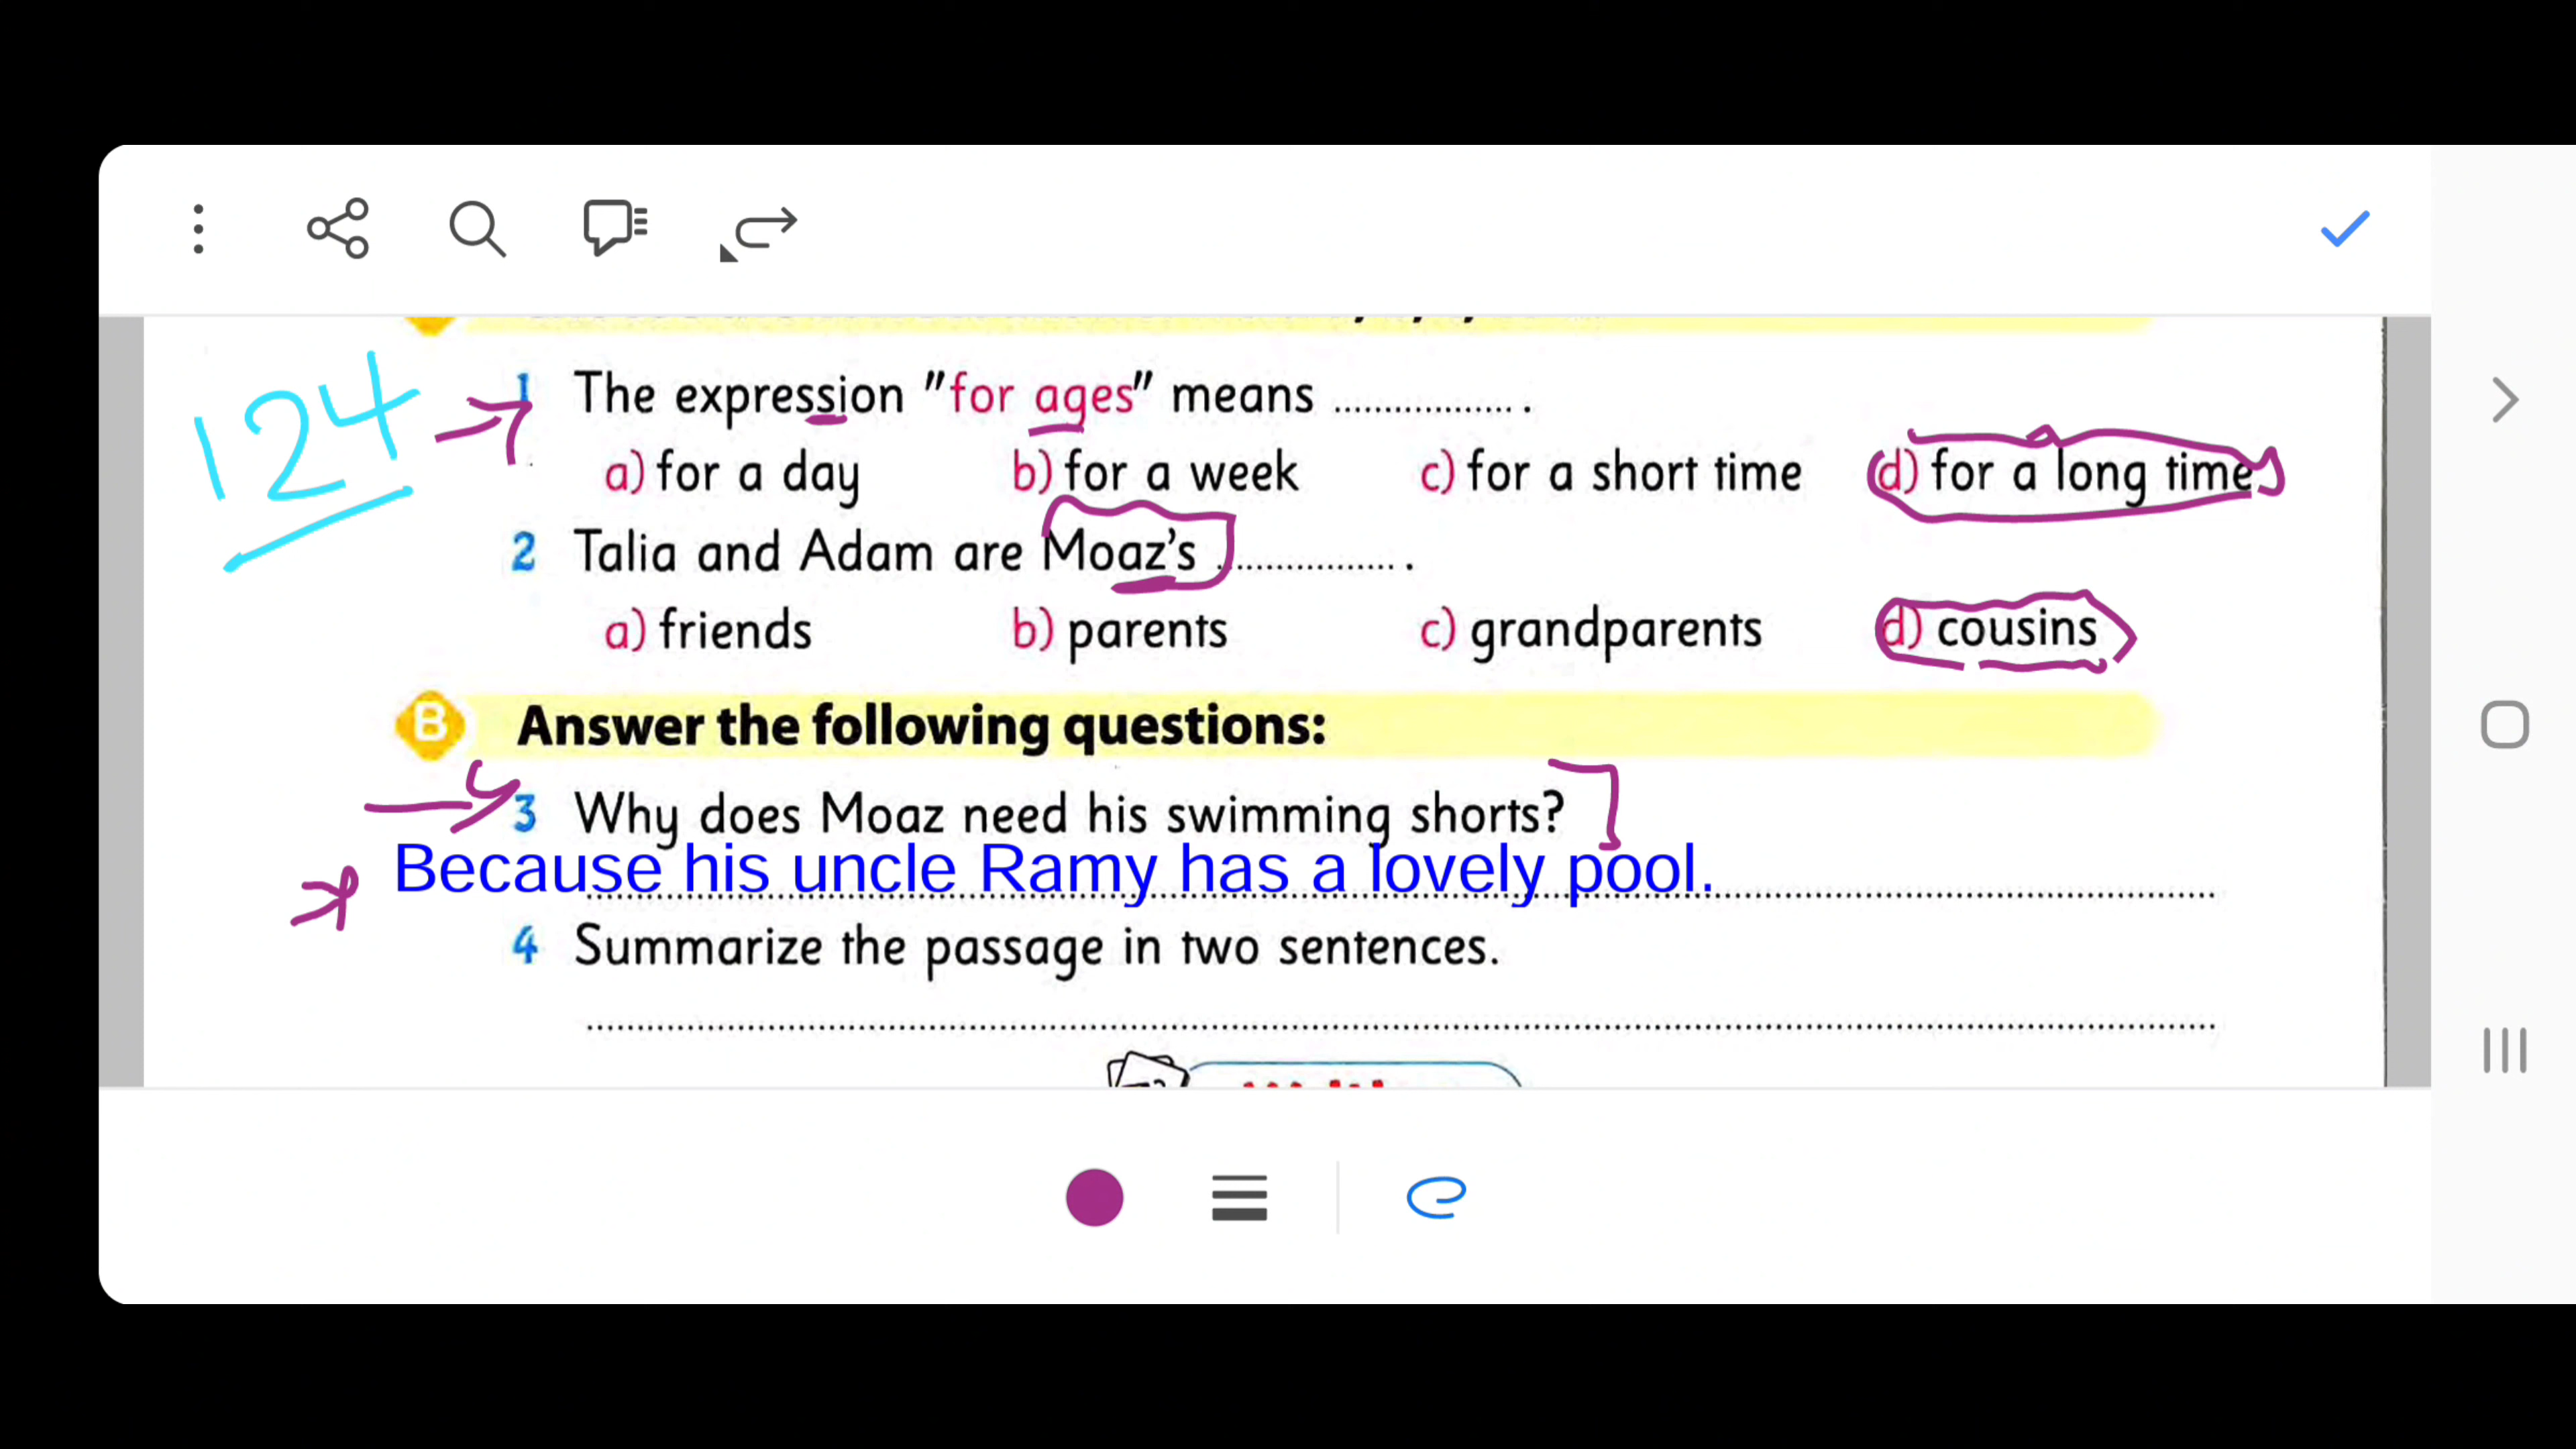 124
1 The expression "for ages" means .................. .
a) for a day b) for a week c) for a short time d) for a long time
2 Talia and Adam are Moaz's .................. .
a) friends b) parents c) grandparents d) cousins
B Answer the following questions:
3 Why does Moaz need his swimming shorts?
Because his uncle Ramy has a lovely pool.
4 Summarize the passage in two sentences.